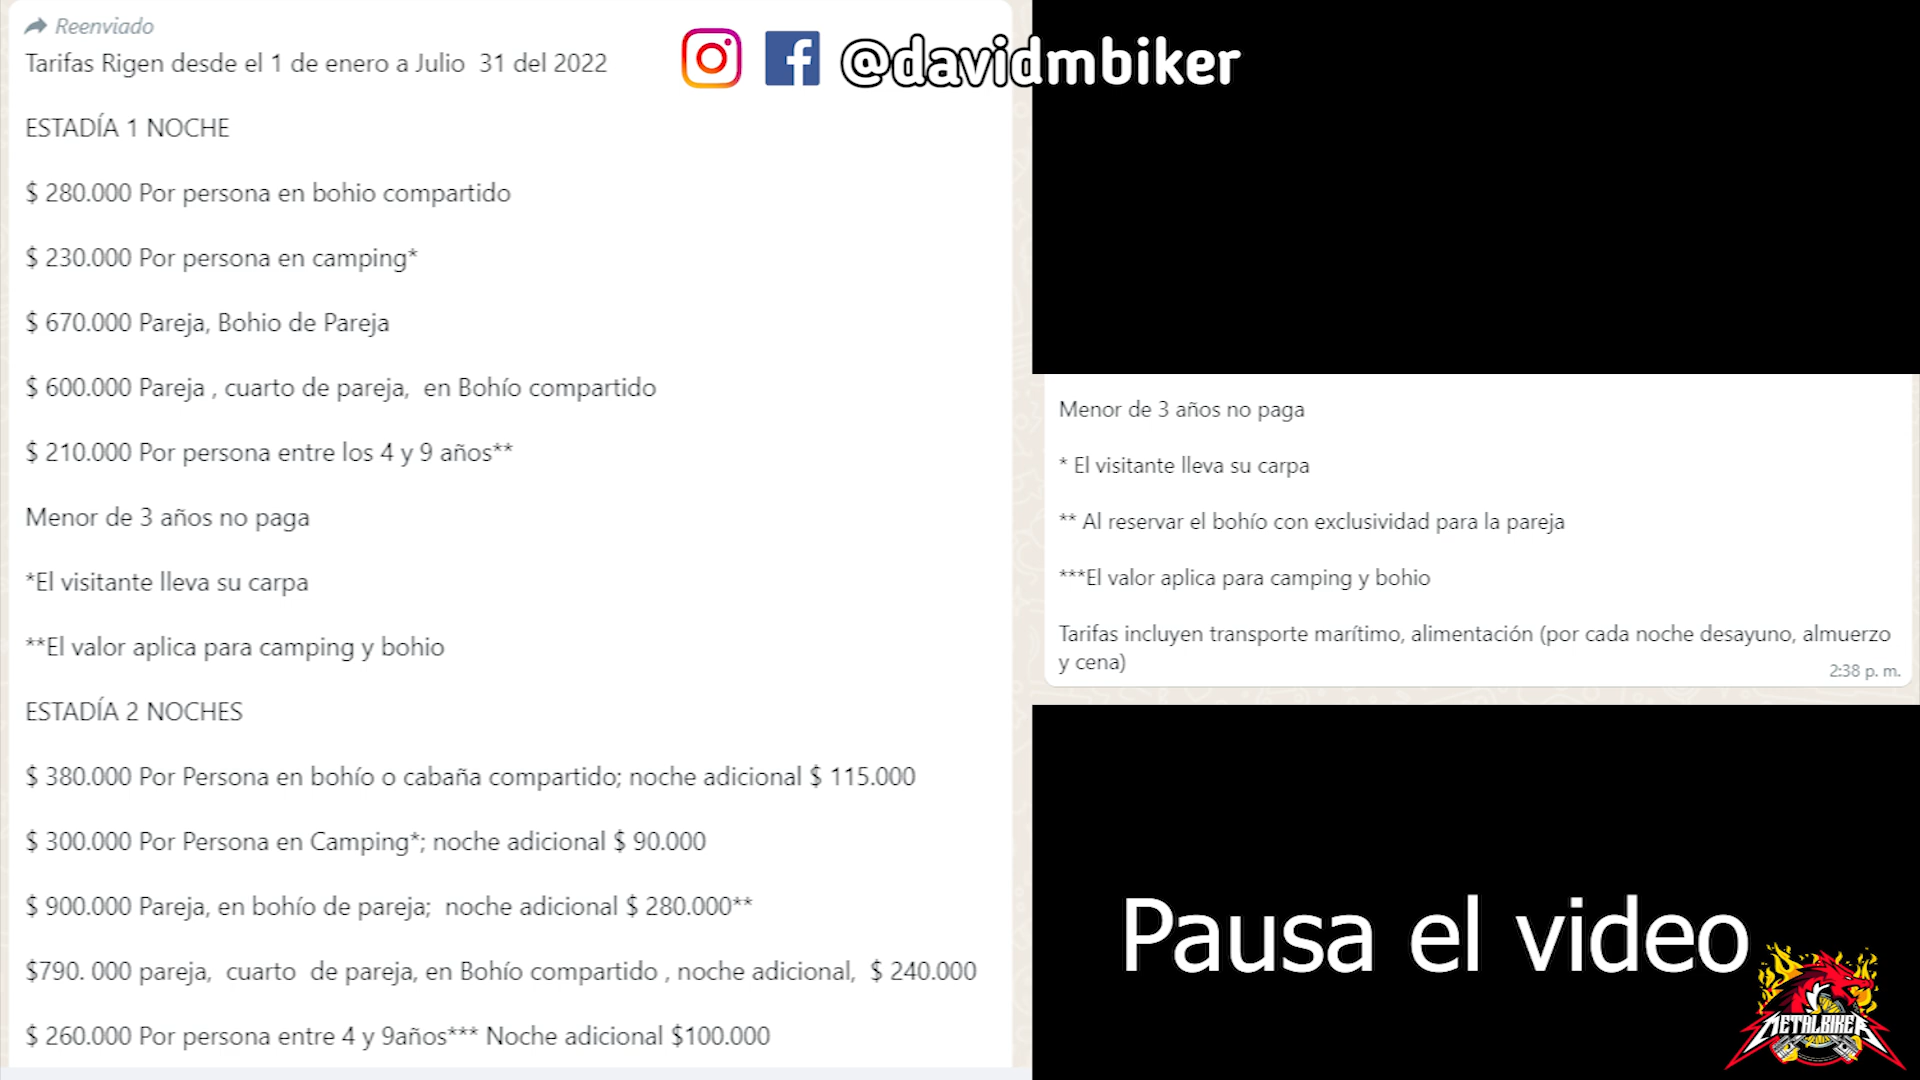 Reenviado
Tarifas Rigen desde el 1 de enero a Julio  31 del 2022
ESTADÍA 1 NOCHE
$ 280.000 Por persona en bohio compartido
$ 230.000 Por persona en camping*
$ 670.000 Pareja, Bohio de Pareja
$ 600.000 Pareja , cuarto de pareja,  en Bohío compartido
$ 210.000 Por persona entre los 4 y 9 años**
Menor de 3 años no paga
*El visitante lleva su carpa
**El valor aplica para camping y bohio
ESTADÍA 2 NOCHES
$ 380.000 Por Persona en bohío o cabaña compartido; noche adicional $ 115.000
$ 300.000 Por Persona en Camping*; noche adicional $ 90.000
$ 900.000 Pareja, en bohío de pareja;  noche adicional $ 280.000**
$790. 000 pareja,  cuarto  de pareja, en Bohío compartido , noche adicional,  $ 240.000
$ 260.000 Por persona entre 4 y 9años*** Noche adicional $100.000
@davidmbiker
Menor de 3 años no paga
* El visitante lleva su carpa
** Al reservar el bohío con exclusividad para la pareja
***El valor aplica para camping y bohio
Tarifas incluyen transporte marítimo, alimentación (por cada noche desayuno, almuerzo
y cena)
2:38 p. m.
Pausa el video
METALBIKER